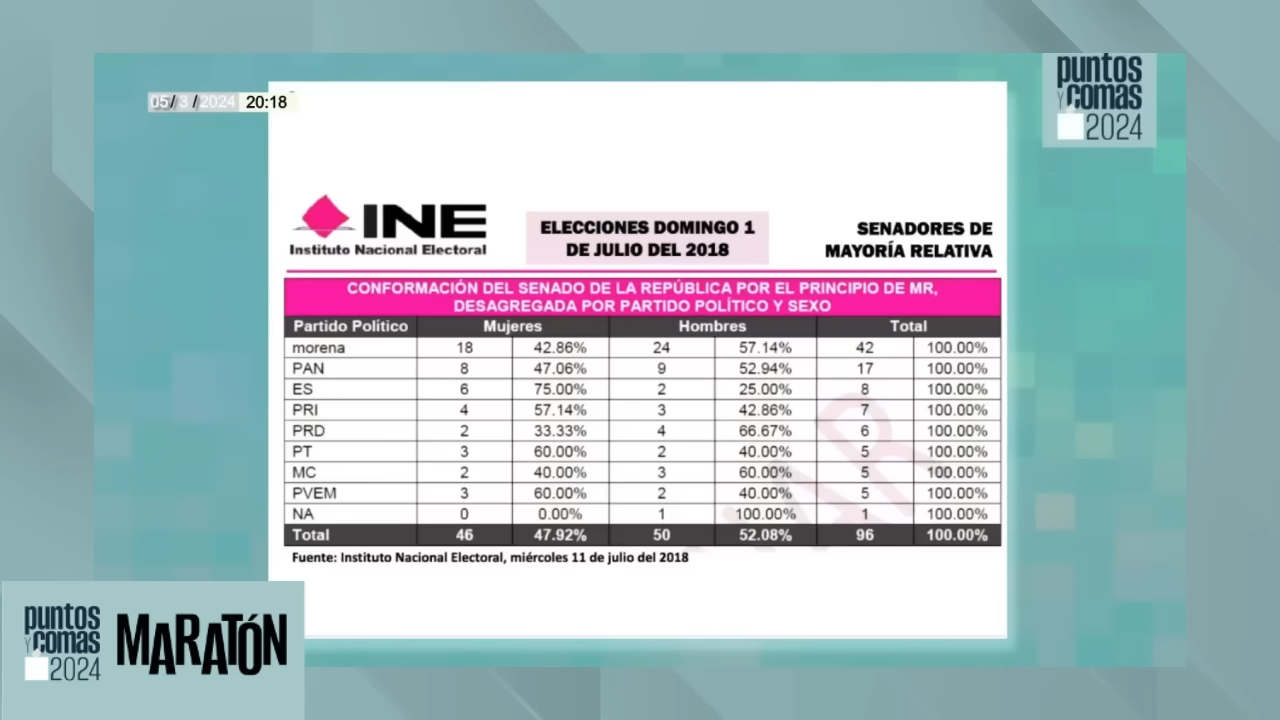 puntos
y comas
2024
05/ 3 /2024 20:18
INE
Instituto Nacional Electoral
ELECCIONES DOMINGO 1
DE JULIO DEL 2018
SENADORES DE
MAYORÍA RELATIVA
CONFORMACIÓN DEL SENADO DE LA REPÚBLICA POR EL PRINCIPIO DE MR,
DESAGREGADA POR PARTIDO POLÍTICO Y SEXO
Partido Político Mujeres Hombres Total
morena 18 42.86% 24 57.14% 42 100.00%
PAN 8 47.06% 9 52.94% 17 100.00%
ES 6 75.00% 2 25.00% 8 100.00%
PRI 4 57.14% 3 42.86% 7 100.00%
PRD 2 33.33% 4 66.67% 6 100.00%
PT 3 60.00% 2 40.00% 5 100.00%
MC 2 40.00% 3 60.00% 5 100.00%
PVEM 3 60.00% 2 40.00% 5 100.00%
NA 0 0.00% 1 100.00% 1 100.00%
Total 46 47.92% 50 52.08% 96 100.00%
Fuente: Instituto Nacional Electoral, miércoles 11 de julio del 2018
puntos
y comas
2024
MARATÓN